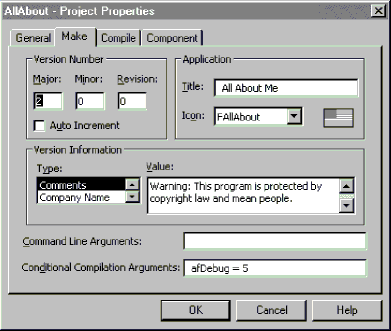 AllAbout - Project Properties
General Make Compile Component
Version Number
Major: Minor: Revision:
2 0 0
Auto Increment
Application
Title: All About Me
Icon: FAllAbout
Version Information
Type: Value:
Comments
Company Name
Warning: This program is protected by
copyright law and mean people.
Command Line Arguments:
Conditional Compilation Arguments: afDebug = 5
OK Cancel Help